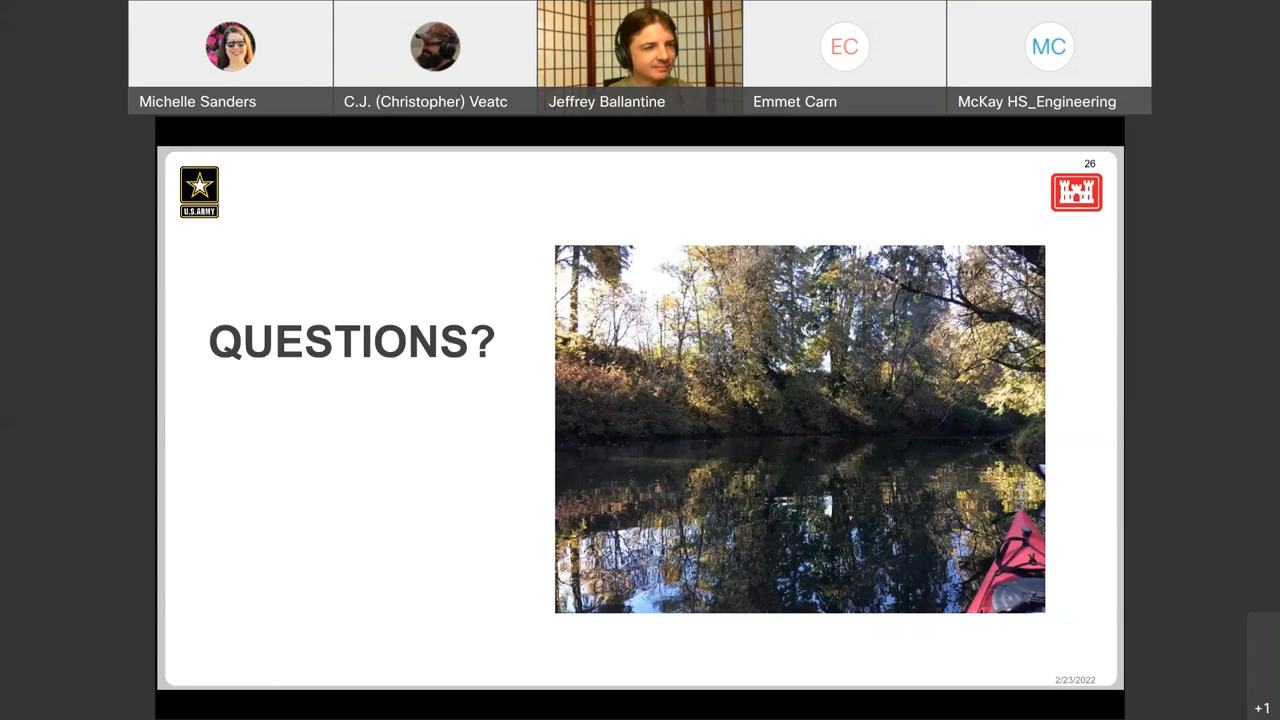 EC
MC
Michelle Sanders
C.J. (Christopher) Veatc
Jeffrey Ballantine
Emmet Carn
McKay HS_Engineering
26
U.S.ARMY
QUESTIONS?
2/23/2022
+1